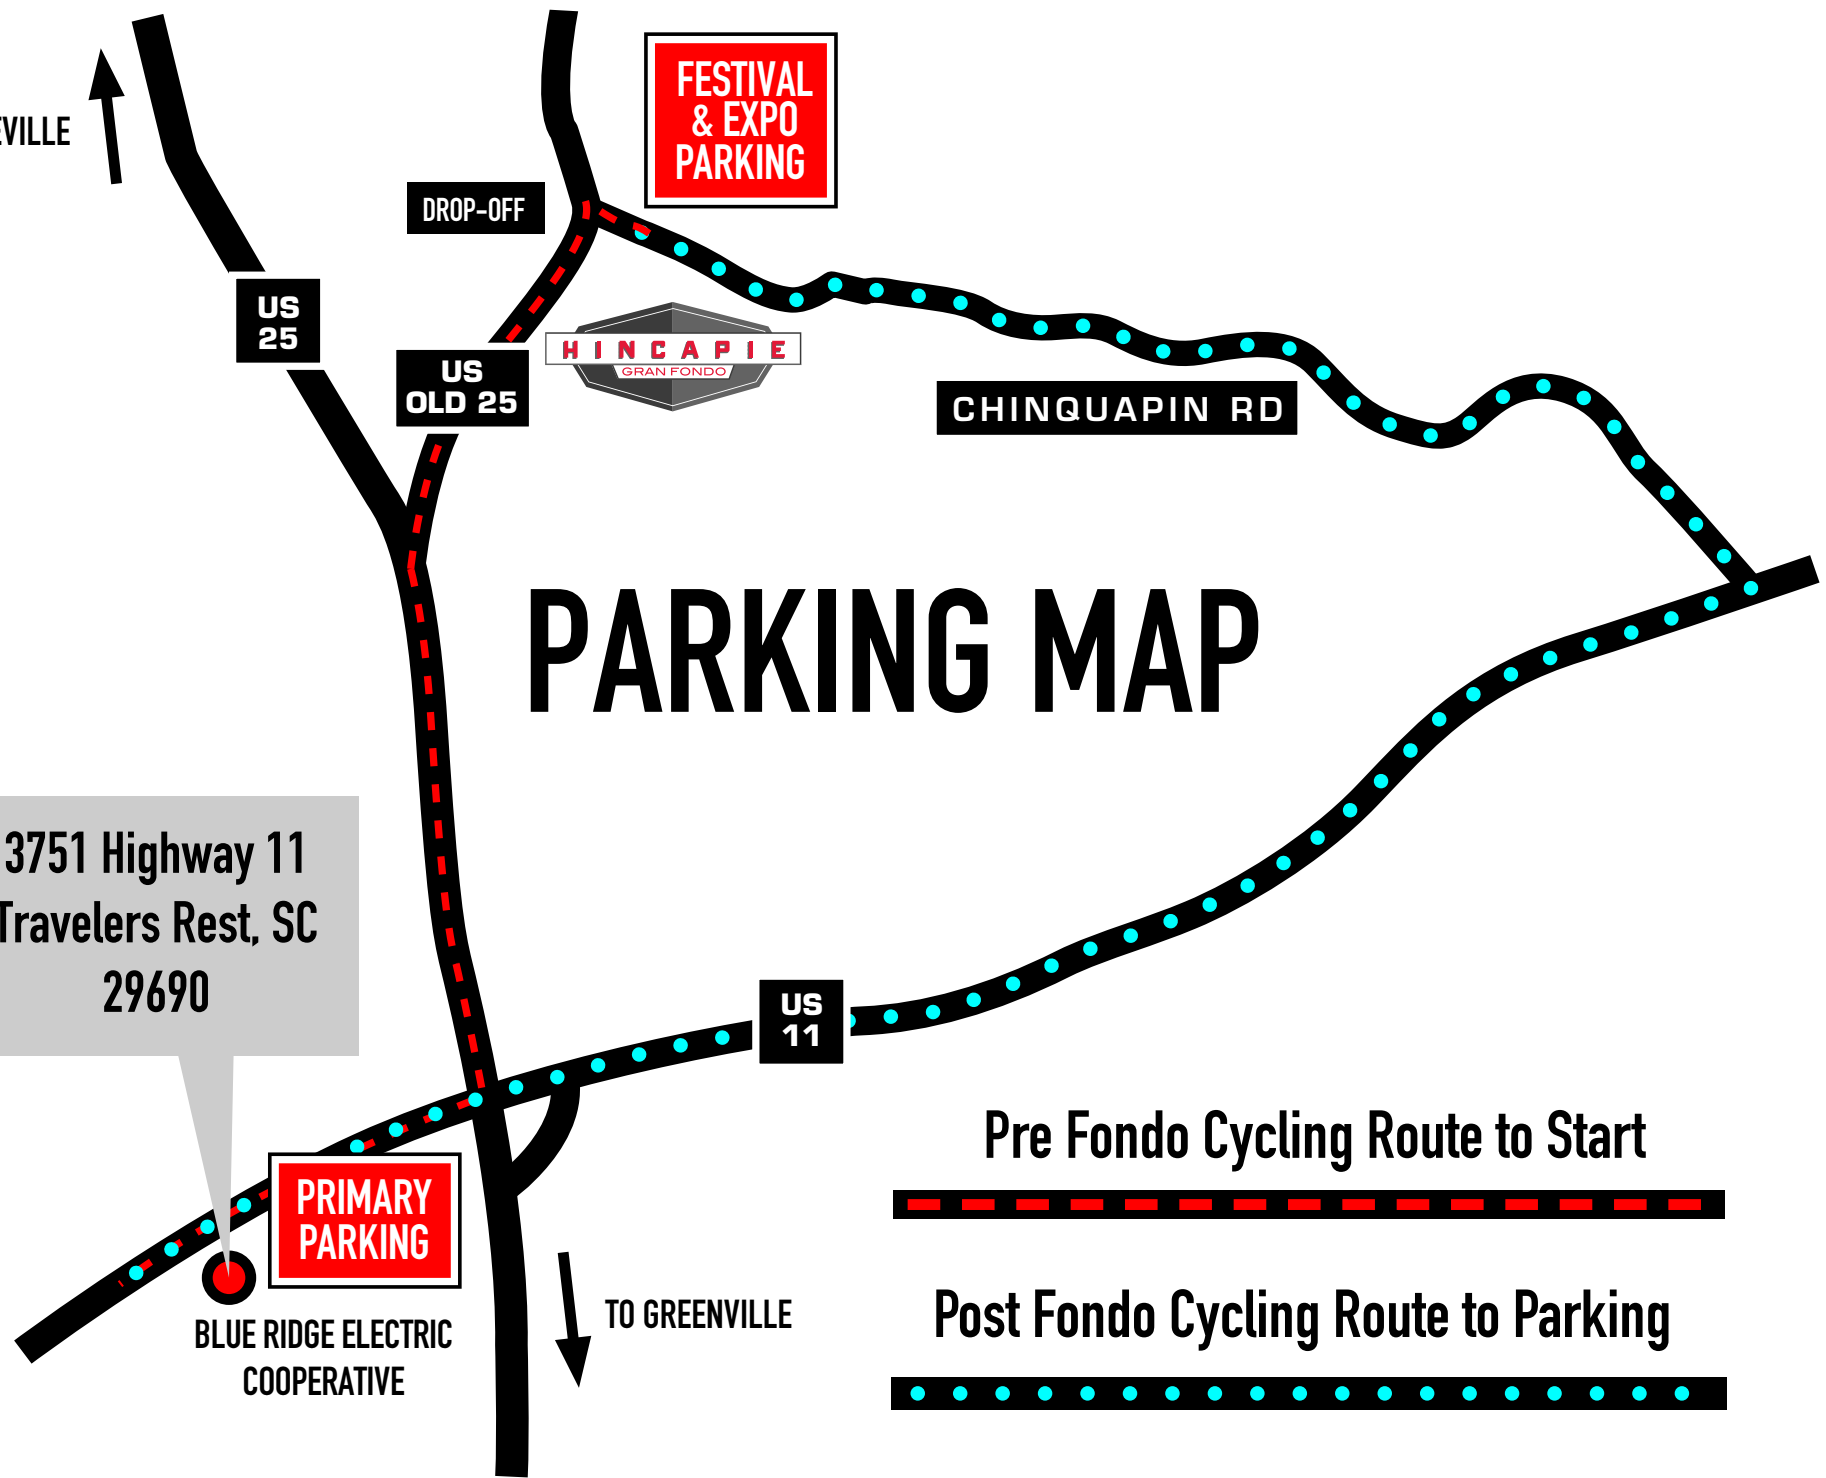 FESTIVAL
& EXPO
PARKING
EVILLE
DROP-OFF
US
25
US
OLD 25
HINCAPIE
GRAN FONDO
CHINQUAPIN RD
PARKING MAP
3751 Highway 11
Travelers Rest, SC
29690
US
11
Pre Fondo Cycling Route to Start
PRIMARY
PARKING
TO GREENVILLE
Post Fondo Cycling Route to Parking
BLUE RIDGE ELECTRIC
COOPERATIVE